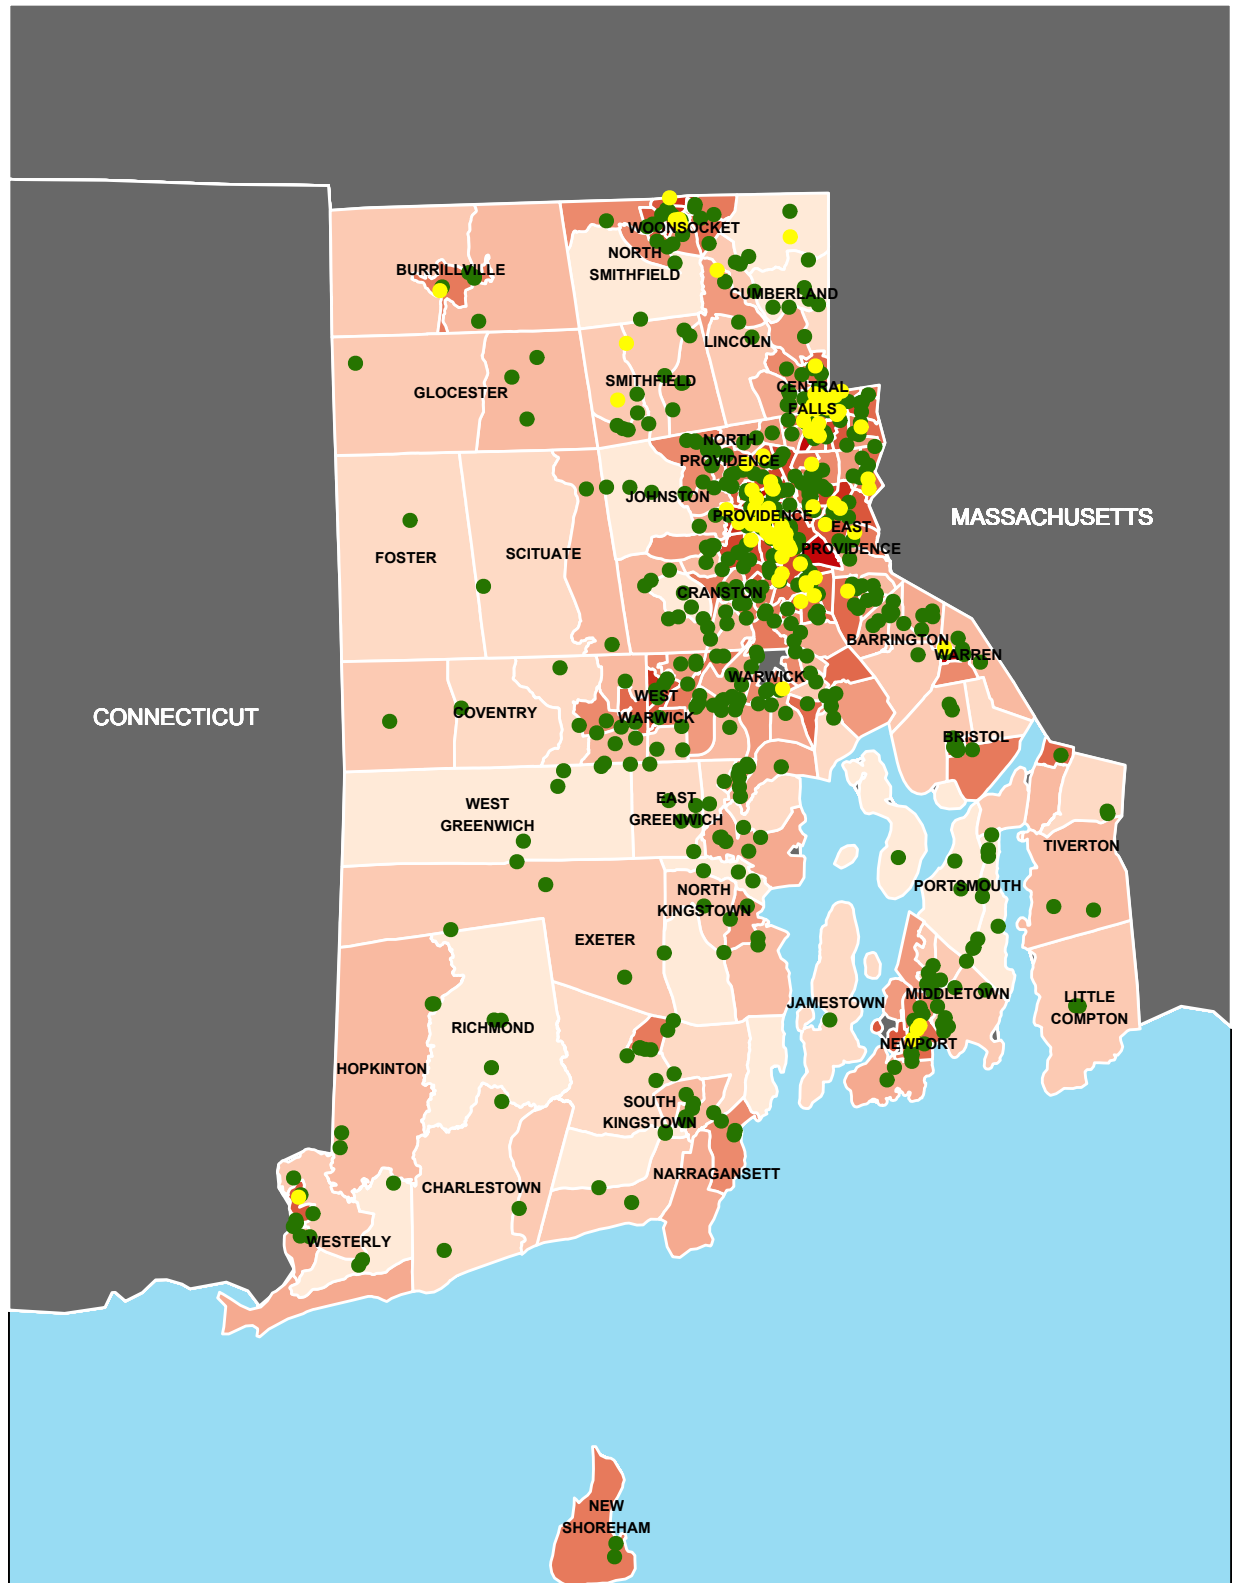 WOONSOCKET
NORTH
SMITHFIELD
BURRILLVILLE
CUMBERLAND
LINCOLN
SMITHFIELD
GLOCESTER
CENTRAL
FALLS
NORTH
PROVIDENCE
JOHNSTON
PROVIDENCE
EAST
PROVIDENCE
MASSACHUSETTS
FOSTER
SCITUATE
CRANSTON
BARRINGTON
WARREN
WARWICK
WEST
WARWICK
COVENTRY
CONNECTICUT
BRISTOL
WEST
GREENWICH
EAST
GREENWICH
TIVERTON
PORTSMOUTH
NORTH
KINGSTOWN
EXETER
JAMESTOWN
MIDDLETOWN
LITTLE
COMPTON
RICHMOND
NEWPORT
HOPKINTON
SOUTH
KINGSTOWN
NARRAGANSETT
CHARLESTOWN
WESTERLY
NEW
SHOREHAM